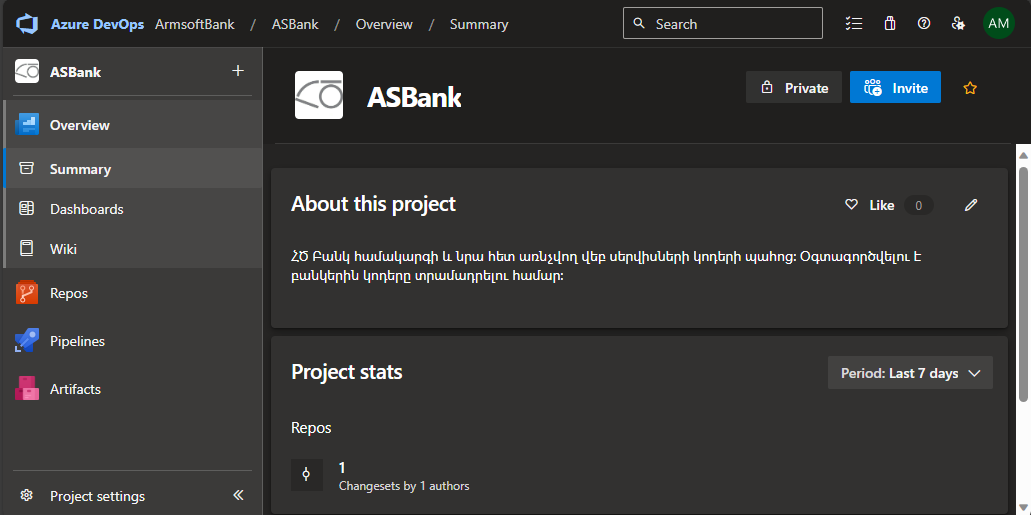 Azure DevOps ArmsoftBank / ASBank / Overview / Summary
Search
AM
ASBank
Overview
Summary
Dashboards
Wiki
Repos
Pipelines
Artifacts
Project settings
ASBank
Private
Invite
About this project
Like 0
ՀԾ Բանկ համակարգի և նրա հետ առնչվող վեբ սերվիսների կոդերի պահոց: Օգտագործվելու է
բանկերին կոդերը տրամադրելու համար:
Project stats
Period: Last 7 days
Repos
1
Changesets by 1 authors